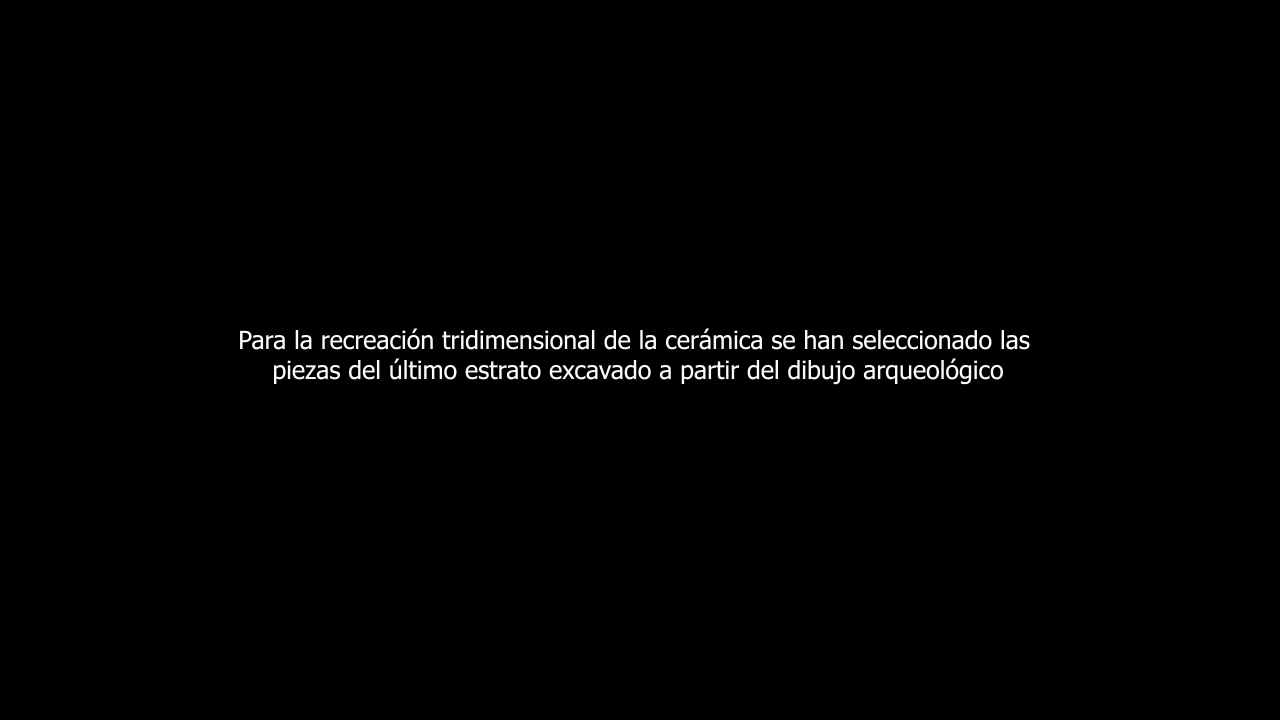 Para la recreación tridimensional de la cerámica se han seleccionado las
piezas del último estrato excavado a partir del dibujo arqueológico